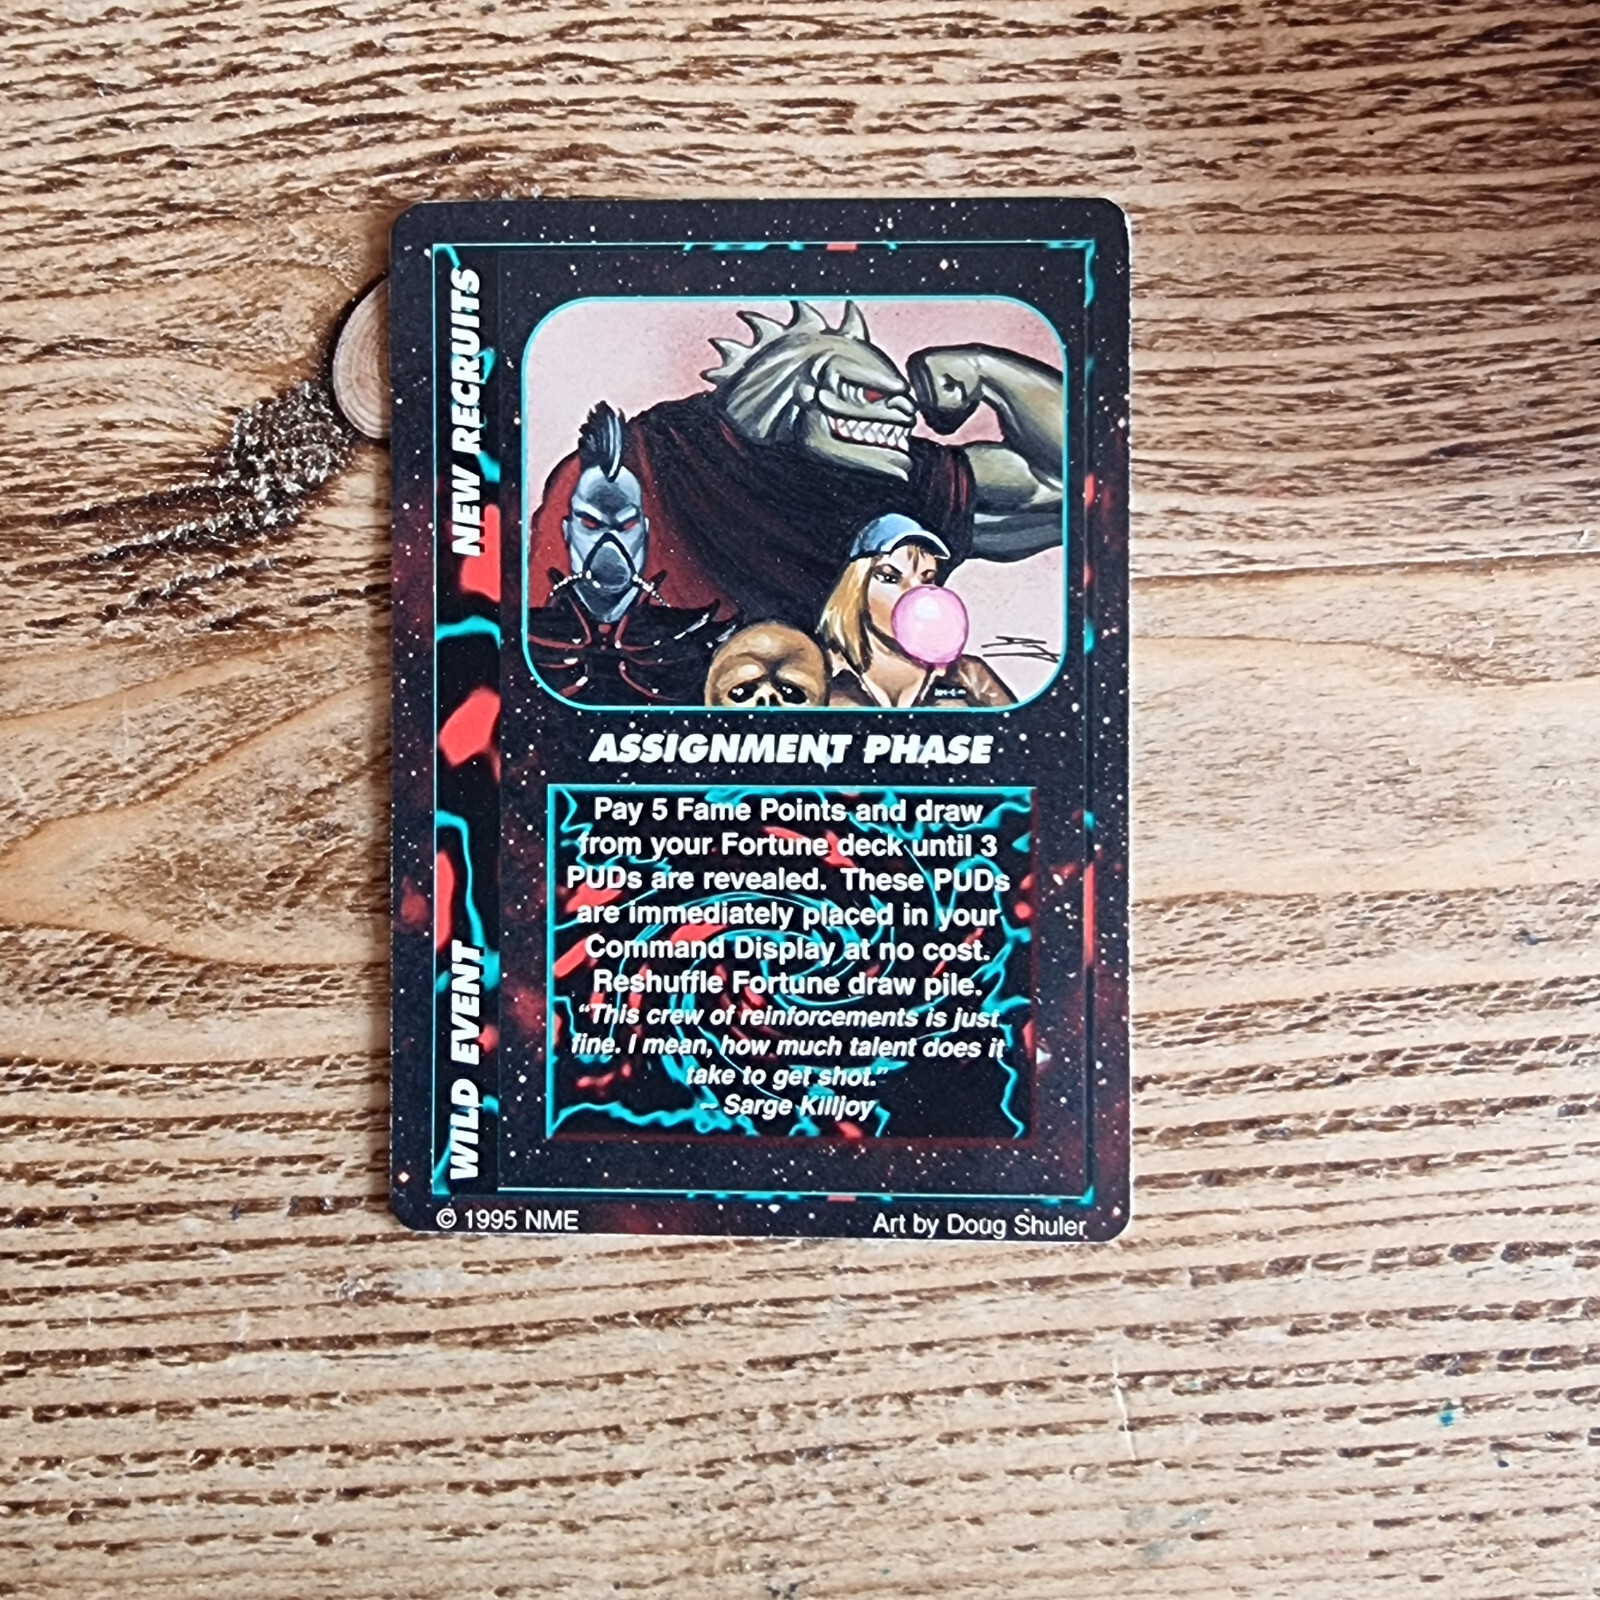 NEW RECRUITS
WILD EVENT
ASSIGNMENT PHASE
Pay 5 Fame Points and draw
from your Fortune deck until 3
PUDs are revealed. These PUDs
are immediately placed in your
Command Display at no cost.
Reshuffle Fortune draw pile.
“This crew of reinforcements is just
fine. I mean, how much talent does it
take to get shot.”
– Sarge Killjoy
© 1995 NME
Art by Doug Shuler